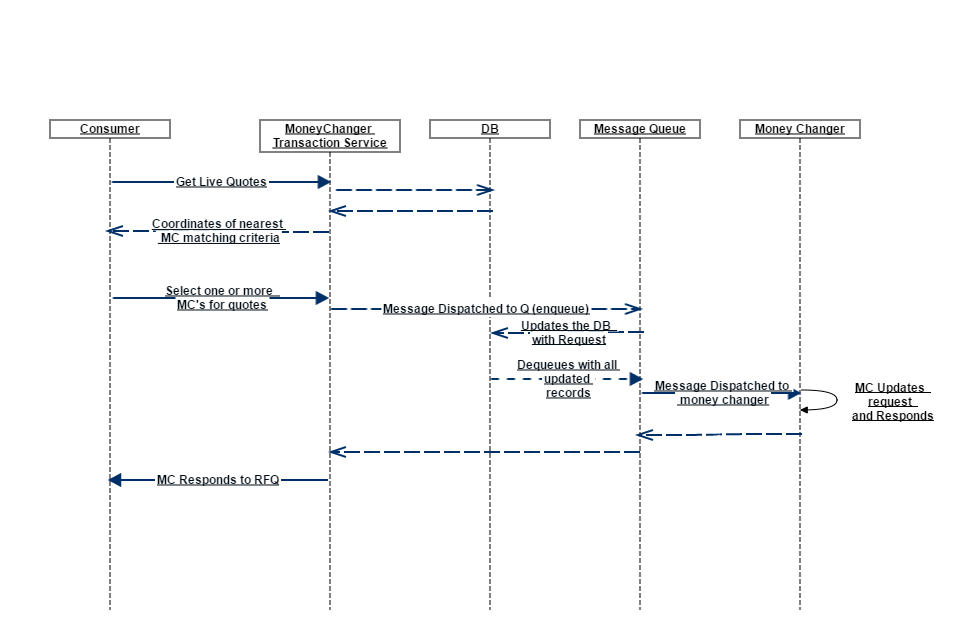 Consumer
MoneyChanger
Transaction Service
DB
Message Queue
Money Changer
Get Live Quotes
Coordinates of nearest
MC matching criteria
Select one or more
MC's for quotes
Message Dispatched to Q (enqueue)
Updates the DB
with Request
Dequeues with all
updated
records
Message Dispatched to
money changer
MC Updates
request
and Responds
MC Responds to RFQ